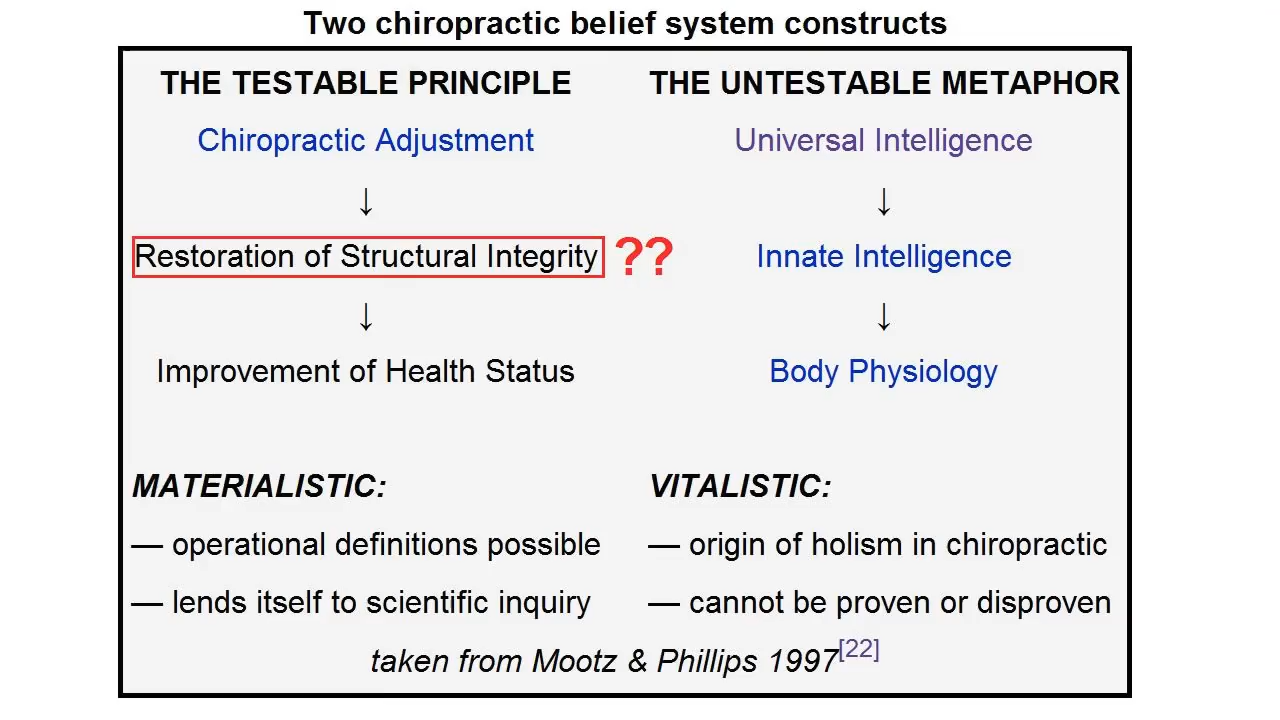 Two chiropractic belief system constructs
THE TESTABLE PRINCIPLE
THE UNTESTABLE METAPHOR
Chiropractic Adjustment
Universal Intelligence
↓
↓
Restoration of Structural Integrity ??
Innate Intelligence
↓
↓
Improvement of Health Status
Body Physiology
MATERIALISTIC:
VITALISTIC:
— operational definitions possible
— origin of holism in chiropractic
— lends itself to scientific inquiry
— cannot be proven or disproven
taken from Mootz & Phillips 1997[22]